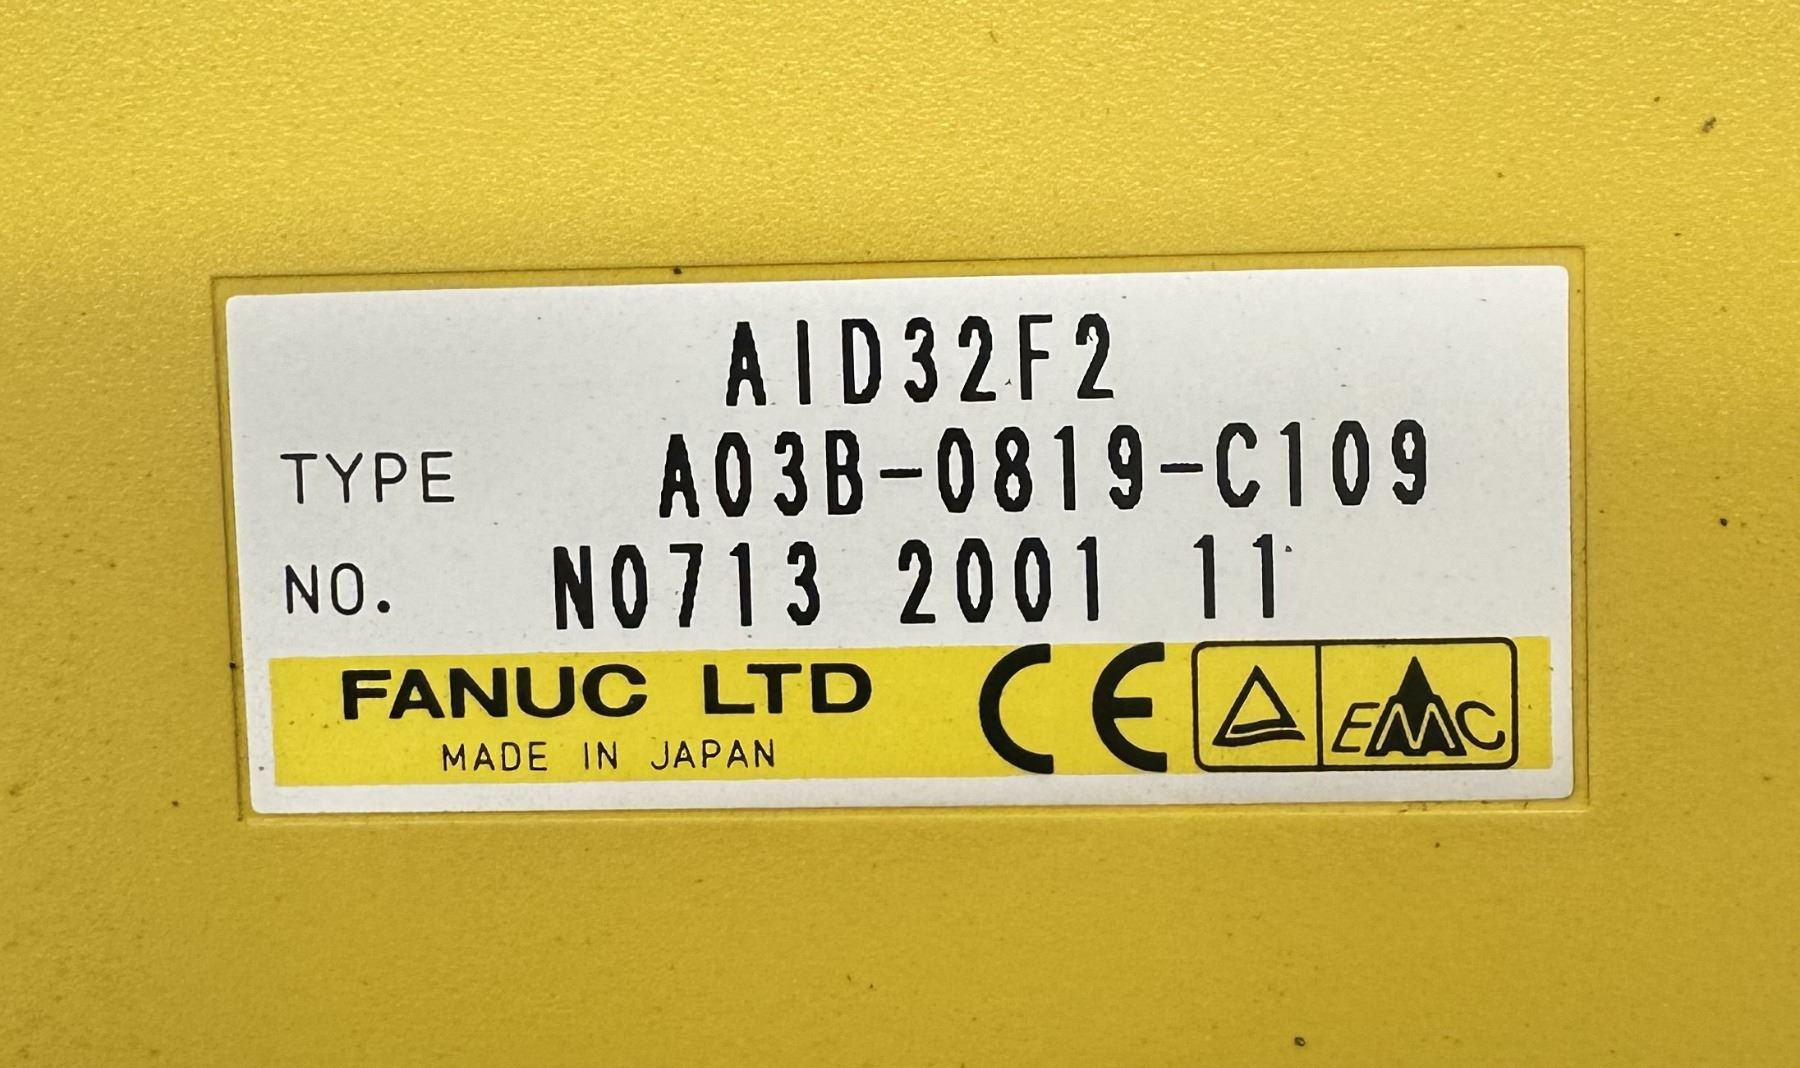 AID32F2
TYPE A03B-0819-C109
NO. N0713 2001 11
FANUC LTD CE EMC
MADE IN JAPAN